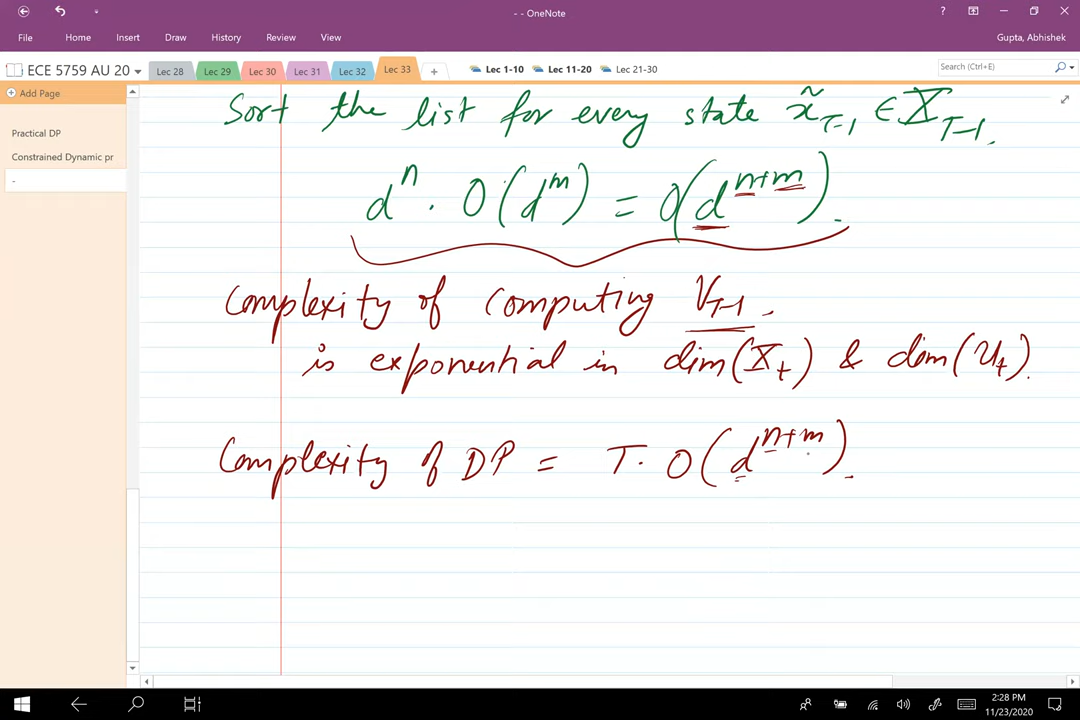 - - OneNote
? Gupta, Abhishek
File Home Insert Draw History Review View
ECE 5759 AU 20 Lec 28 Lec 29 Lec 30 Lec 31 Lec 32 Lec 33 + Lec 1-10 Lec 11-20 Lec 21-30 Search (Ctrl+E)
Add Page
Practical DP
Constrained Dynamic pr
-
Sort the list for every state x̃_{T-1} ∈ X_{T-1}.
d^n · O(d^m) = O(d^{n+m}).
Complexity of computing V_{T-1}.
is exponential in dim(X_t) & dim(U_t).
Complexity of DP = T· O(d^{n+m}).
2:28 PM
11/23/2020